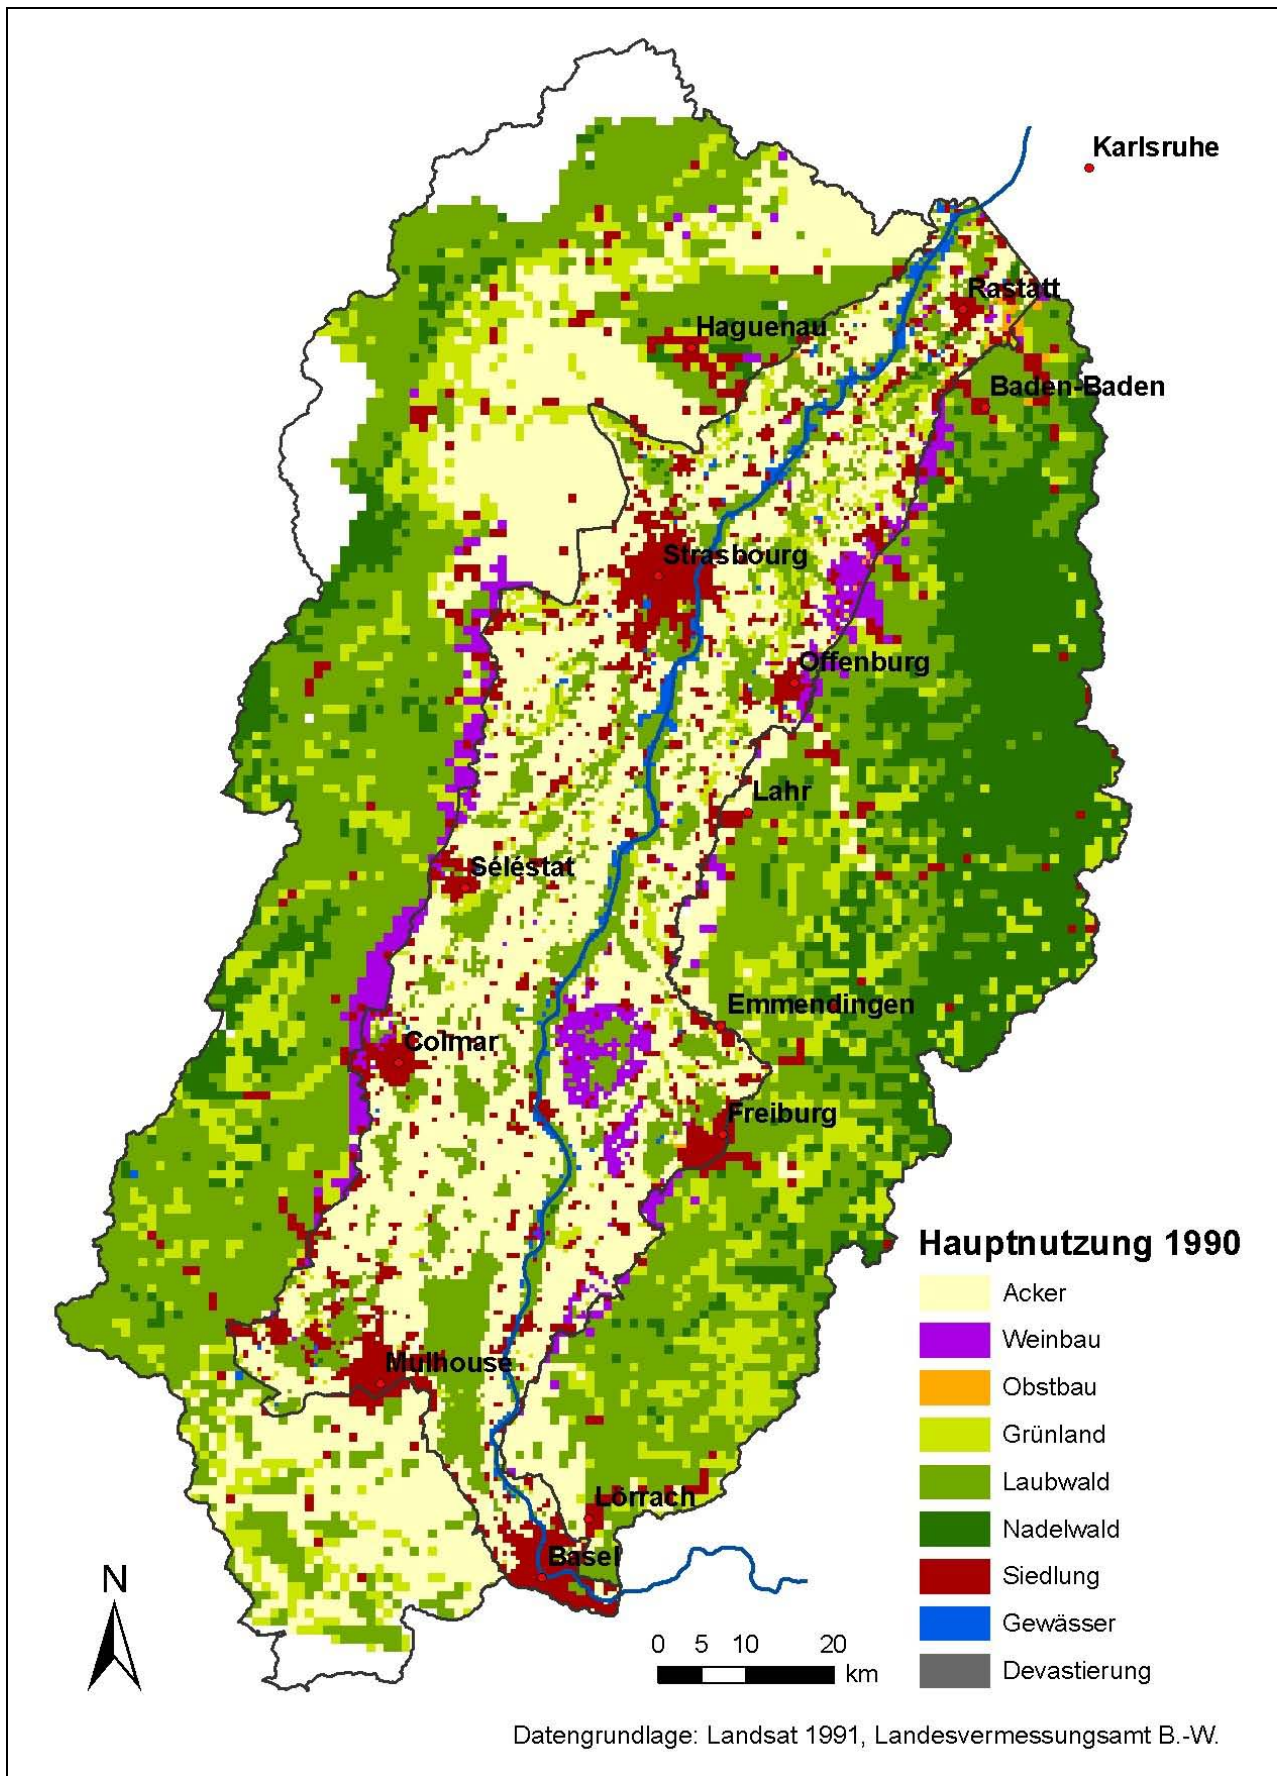 Karlsruhe
Rastatt
Haguenau
Baden-Baden
Strasbourg
Offenburg
Lahr
Séléstat
Emmendingen
Colmar
Freiburg
Mulhouse
Lörrach
Basel
Hauptnutzung 1990
Acker
Weinbau
Obstbau
Grünland
Laubwald
Nadelwald
Siedlung
Gewässer
Devastierung
N
0 5 10 20
km
Datengrundlage: Landsat 1991, Landesvermessungsamt B.-W.